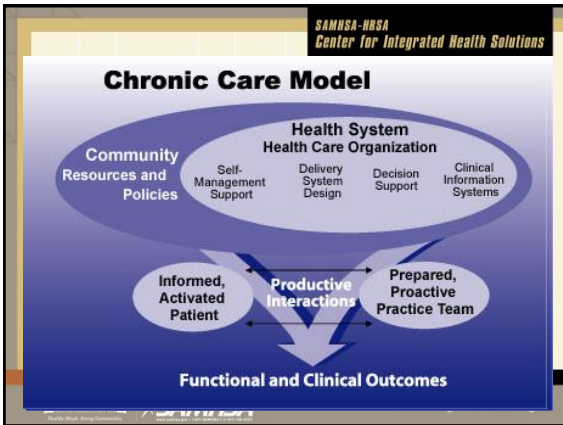 SAMHSA-HRSA
Center for Integrated Health Solutions
Chronic Care Model
Health System
Health Care Organization
Community
Resources and
Policies
Self-
Management
Support
Delivery
System
Design
Decision
Support
Clinical
Information
Systems
Informed,
Activated
Patient
Productive
Interactions
Prepared,
Proactive
Practice Team
Functional and Clinical Outcomes